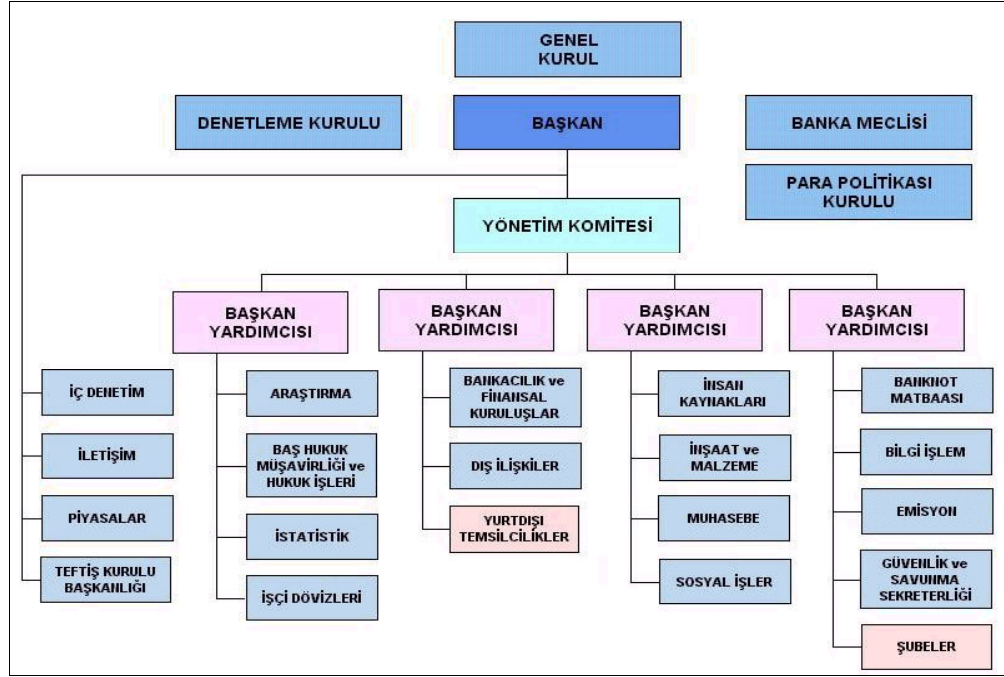 GENEL
KURUL
DENETLEME KURULU
BAŞKAN
BANKA MECLİSİ
PARA POLİTİKASI
KURULU
YÖNETİM KOMİTESİ
BAŞKAN
YARDIMCISI
BAŞKAN
YARDIMCISI
BAŞKAN
YARDIMCISI
BAŞKAN
YARDIMCISI
İÇ DENETİM
İLETİŞİM
PİYASALAR
TEFTİŞ KURULU
BAŞKANLIĞI
ARAŞTIRMA
BAŞ HUKUK
MÜŞAVİRLİĞİ ve
HUKUK İŞLERİ
İSTATİSTİK
İŞÇİ DÖVİZLERİ
BANKACILIK ve
FİNANSAL
KURULUŞLAR
DIŞ İLİŞKİLER
YURTDIŞI
TEMSİLCİLİKLER
İNSAN
KAYNAKLARI
İNŞAAT ve
MALZEME
MUHASEBE
SOSYAL İŞLER
BANKNOT
MATBAASI
BİLGİ İŞLEM
EMİSYON
GÜVENLİK ve
SAVUNMA
SEKRETERLİĞİ
ŞUBELER